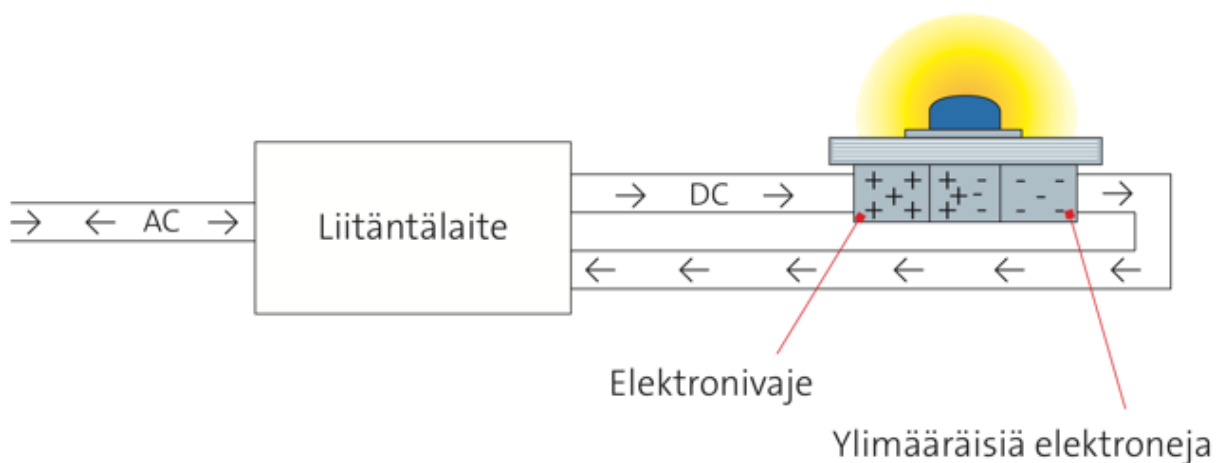 AC
Liitäntälaite
DC
Elektronivaje
Ylimääräisiä elektroneja